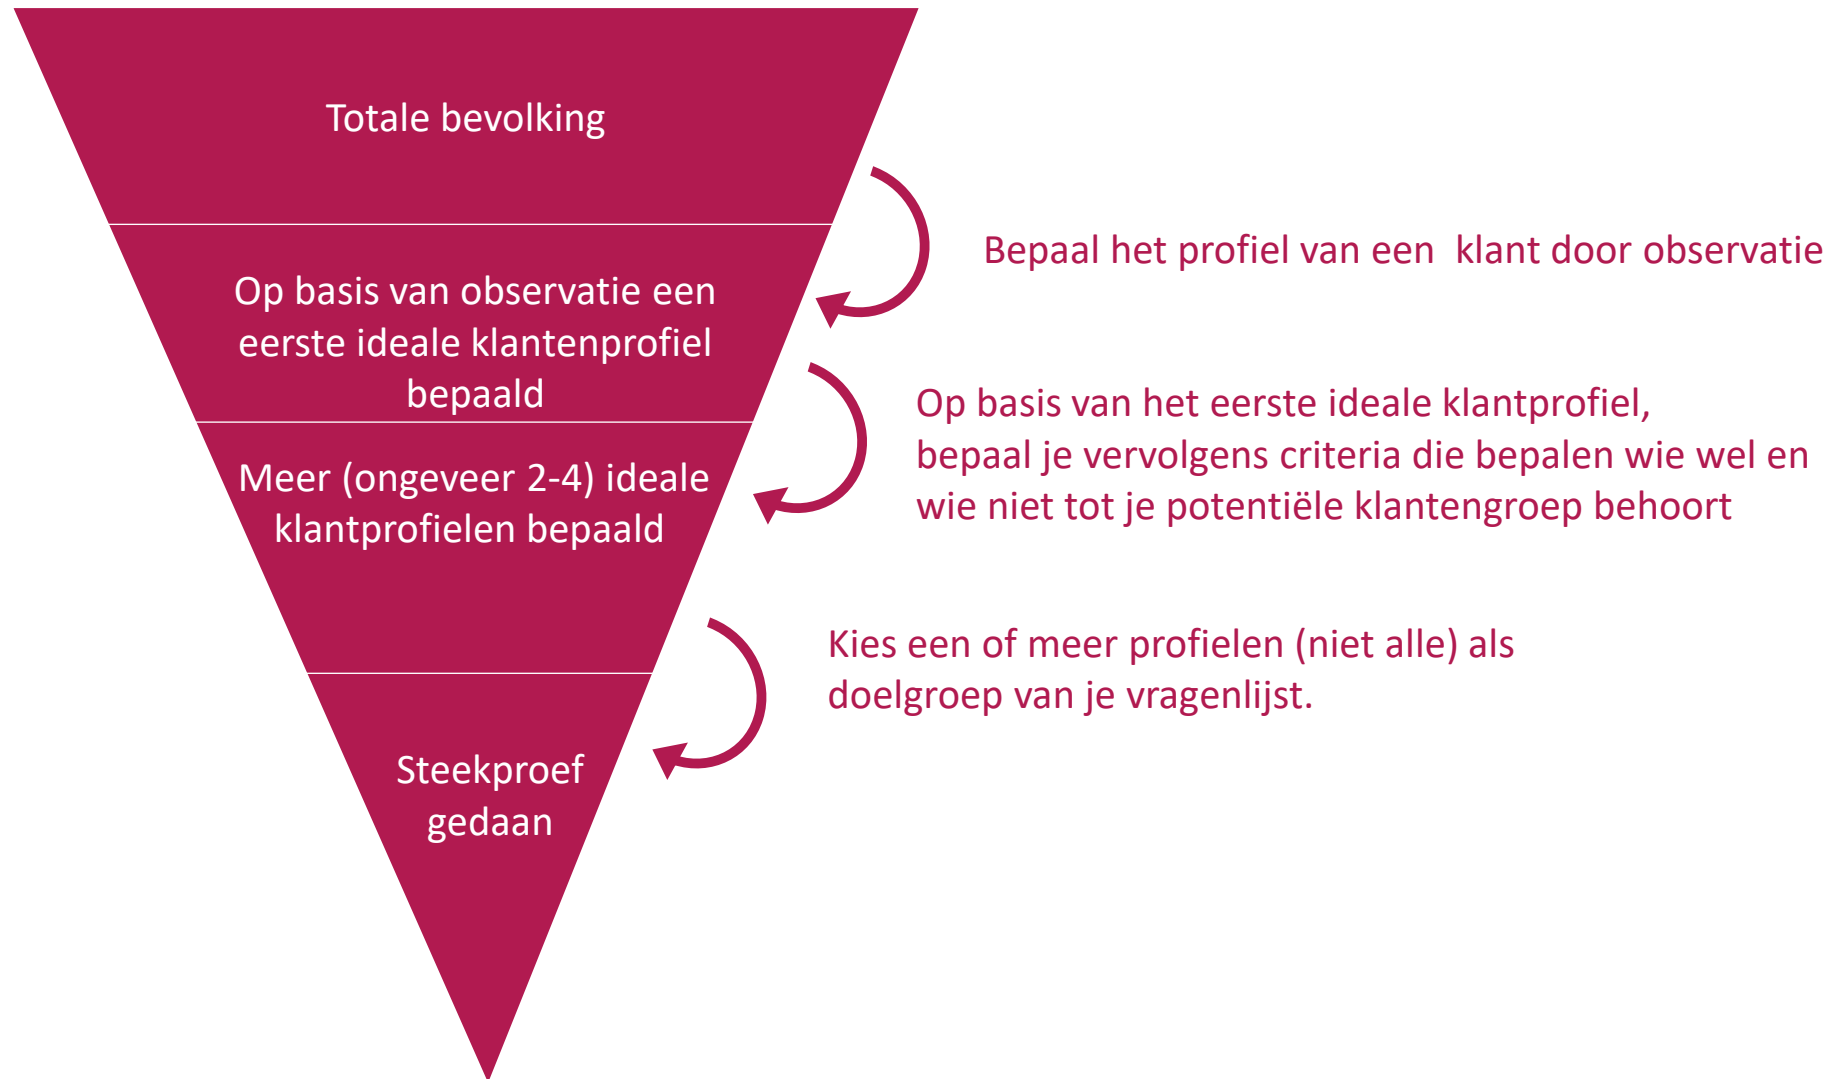 Totale bevolking
Bepaal het profiel van een  klant door observatie
Op basis van observatie een
eerste ideale klantenprofiel
bepaald
Op basis van het eerste ideale klantprofiel,
bepaal je vervolgens criteria die bepalen wie wel en
wie niet tot je potentiële klantengroep behoort
Meer (ongeveer 2-4) ideale
klantprofielen bepaald
Kies een of meer profielen (niet alle) als
doelgroep van je vragenlijst.
Steekproef
gedaan